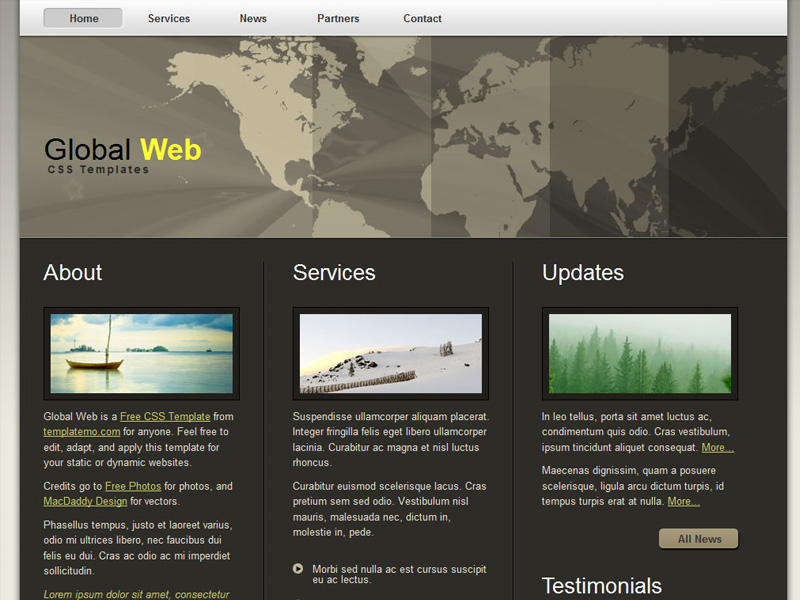 Home Services News Partners Contact
Global Web
CSS Templates
About
Global Web is a Free CSS Template from
templatemo.com for anyone. Feel free to
edit, adapt, and apply this template for
your static or dynamic websites.
Credits go to Free Photos for photos, and
MacDaddy Design for vectors.
Phasellus tempus, justo et laoreet varius,
odio mi ultrices libero, nec faucibus dui
felis eu dui. Cras ac odio ac mi imperdiet
sollicitudin.
Lorem ipsum dolor sit amet, consectetur
Services
Suspendisse ullamcorper aliquam placerat.
Integer fringilla felis eget libero ullamcorper
lacinia. Curabitur ac magna et nisl luctus
rhoncus.
Curabitur euismod scelerisque lacus. Cras
pretium sem sed odio. Vestibulum nisl
mauris, malesuada nec, dictum in,
molestie in, pede.
Morbi sed nulla ac est cursus suscipit
eu ac lectus.
Updates
In leo tellus, porta sit amet luctus ac,
condimentum quis odio. Cras vestibulum,
ipsum tincidunt aliquet consequat. More...
Maecenas dignissim, quam a posuere
scelerisque, ligula arcu dictum turpis, id
tempus turpis erat at nulla. More...
All News
Testimonials